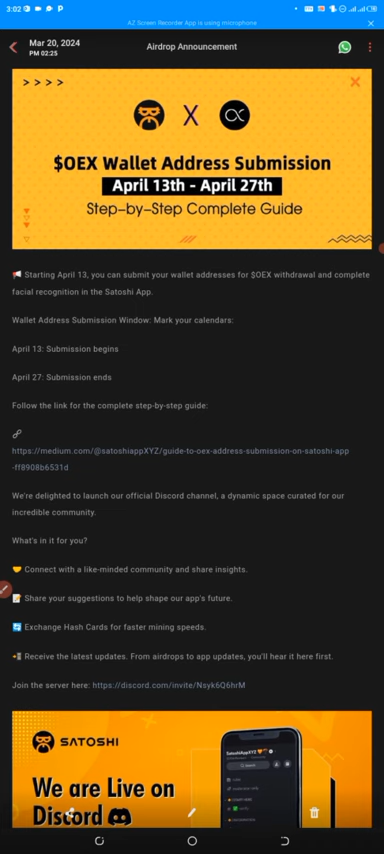 3:02
AZ Screen Recorder App is using microphone
Mar 20, 2024
PM 02:25
Airdrop Announcement
$OEX Wallet Address Submission
April 13th - April 27th
Step-by-Step Complete Guide
📢 Starting April 13, you can submit your wallet addresses for $OEX withdrawal and complete
facial recognition in the Satoshi App.
Wallet Address Submission Window: Mark your calendars:
April 13: Submission begins
April 27: Submission ends
Follow the link for the complete step-by-step guide:
🔗
https://medium.com/@satoshiappXYZ/guide-to-oex-address-submission-on-satoshi-app
-ff8908b6531d
We're delighted to launch our official Discord channel, a dynamic space curated for our
incredible community.
What's in it for you?
🤝 Connect with a like-minded community and share insights.
📝 Share your suggestions to help shape our app's future.
🔄 Exchange Hash Cards for faster mining speeds.
📲 Receive the latest updates. From airdrops to app updates, you'll hear it here first.
Join the server here: https://discord.com/invite/Nsyk6Q6hrM
SATOSHI
We are Live on
Discord